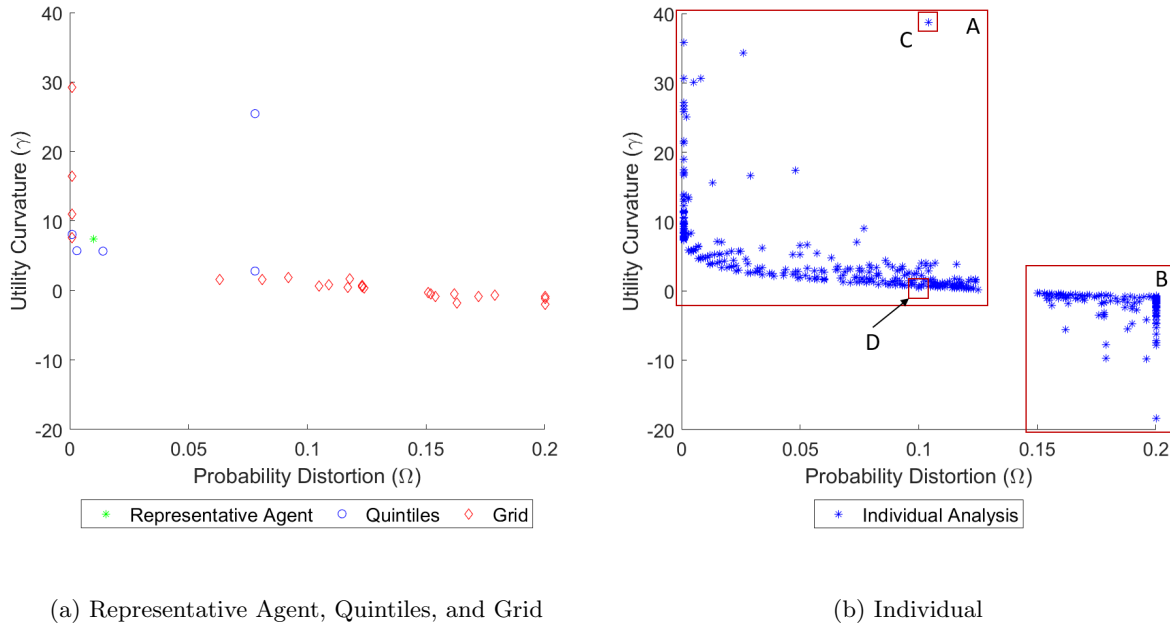 40
30
20
10
0
-10
-20
0
0.05
0.1
0.15
0.2
Utility Curvature (γ)
Probability Distortion (Ω)
Representative Agent
Quintiles
Grid
(a) Representative Agent, Quintiles, and Grid
40
30
20
10
0
-10
-20
0
0.05
0.1
0.15
0.2
Utility Curvature (γ)
Probability Distortion (Ω)
A
C
B
D
Individual Analysis
(b) Individual